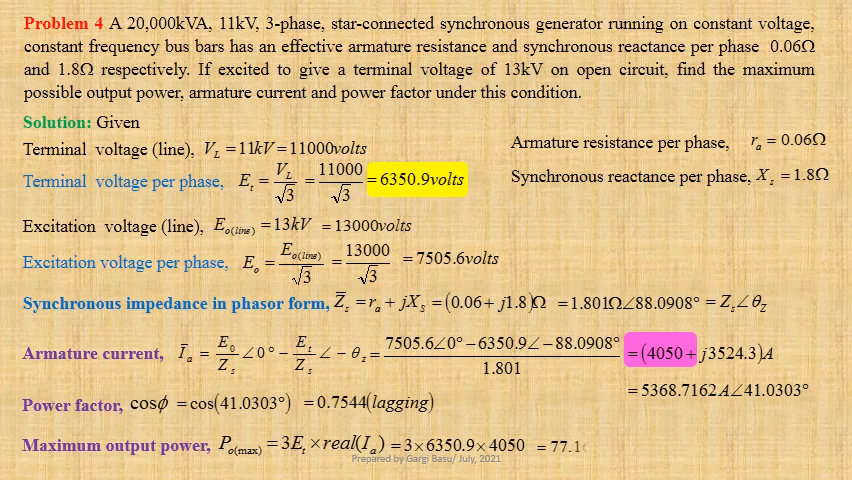 Problem 4 A 20,000kVA, 11kV, 3-phase, star-connected synchronous generator running on constant voltage,
constant frequency bus bars has an effective armature resistance and synchronous reactance per phase 0.06Ω
and 1.8Ω respectively. If excited to give a terminal voltage of 13kV on open circuit, find the maximum
possible output power, armature current and power factor under this condition.
Solution: Given
Terminal voltage (line), V_L = 11kV = 11000volts
Armature resistance per phase, r_a = 0.06Ω
Terminal voltage per phase, E_t = V_L/√3 = 11000/√3 = 6350.9volts
Synchronous reactance per phase, X_s = 1.8Ω
Excitation voltage (line), E_o(line) = 13kV = 13000volts
Excitation voltage per phase, E_o = E_o(line)/√3 = 13000/√3 = 7505.6volts
Synchronous impedance in phasor form, Z̄_s = r_a + jX_s = (0.06 + j1.8)Ω = 1.801Ω∠88.0908° = Z_s∠θ_Z
Armature current, Ī_a = E_0/Z_s ∠0° − E_t/Z_s ∠−θ_z = 7505.6∠0° − 6350.9∠−88.0908°/1.801 = (4050 + j3524.3)A
= 5368.7162A∠41.0303°
Power factor, cosϕ = cos(41.0303°) = 0.7544(lagging)
Maximum output power, P_o(max) = 3E_t × real(I_a) = 3×6350.9×4050 = 77.1
Prepared by Gargi Basu/ July, 2021